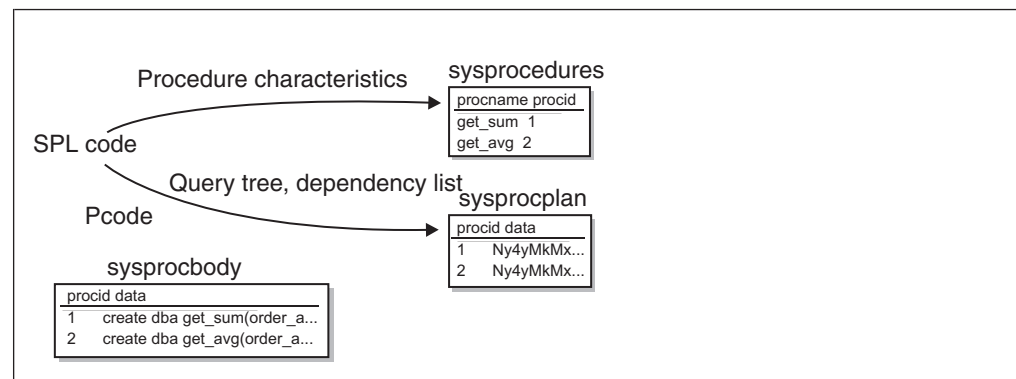 Procedure characteristics
sysprocedures
procname procid
get_sum 1
get_avg 2
SPL code
Query tree, dependency list
sysprocplan
Pcode
procid data
1 Ny4yMkMx...
2 Ny4yMkMx...
sysprocbody
procid data
1 create dba get_sum(order_a...
2 create dba get_avg(order_a...